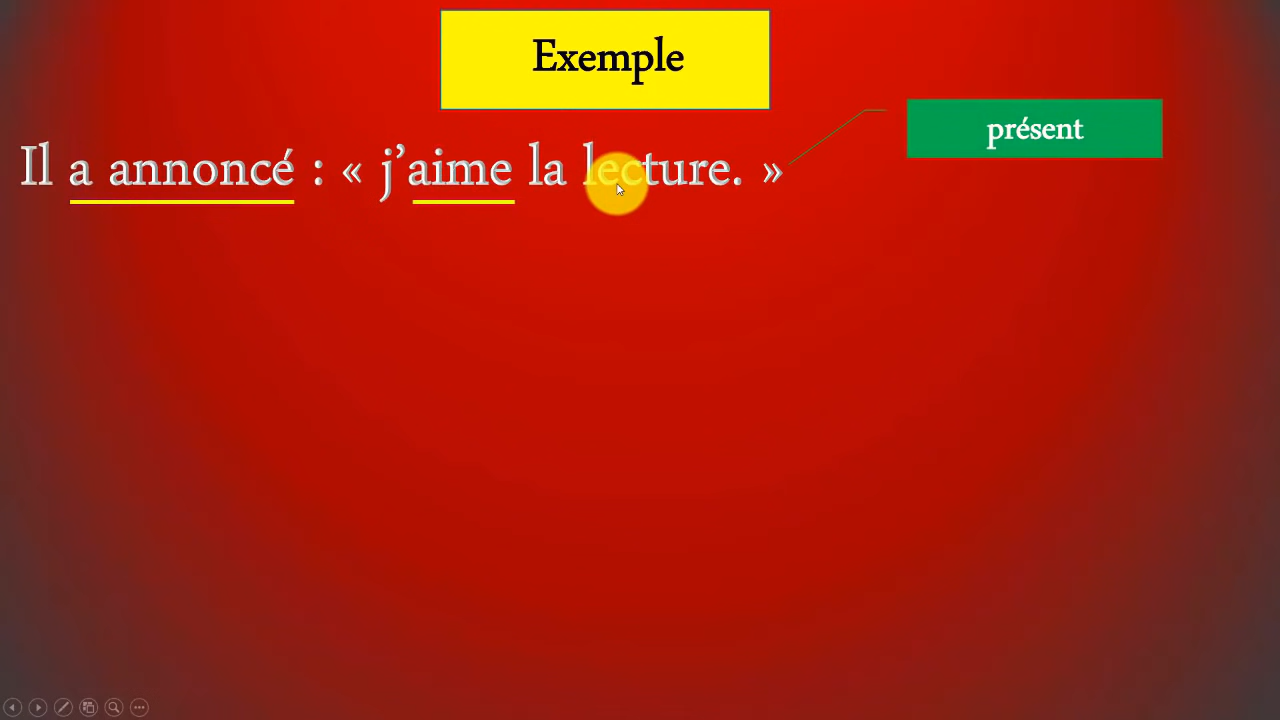 Exemple
présent
Il a annoncé : « j’aime la lecture. »